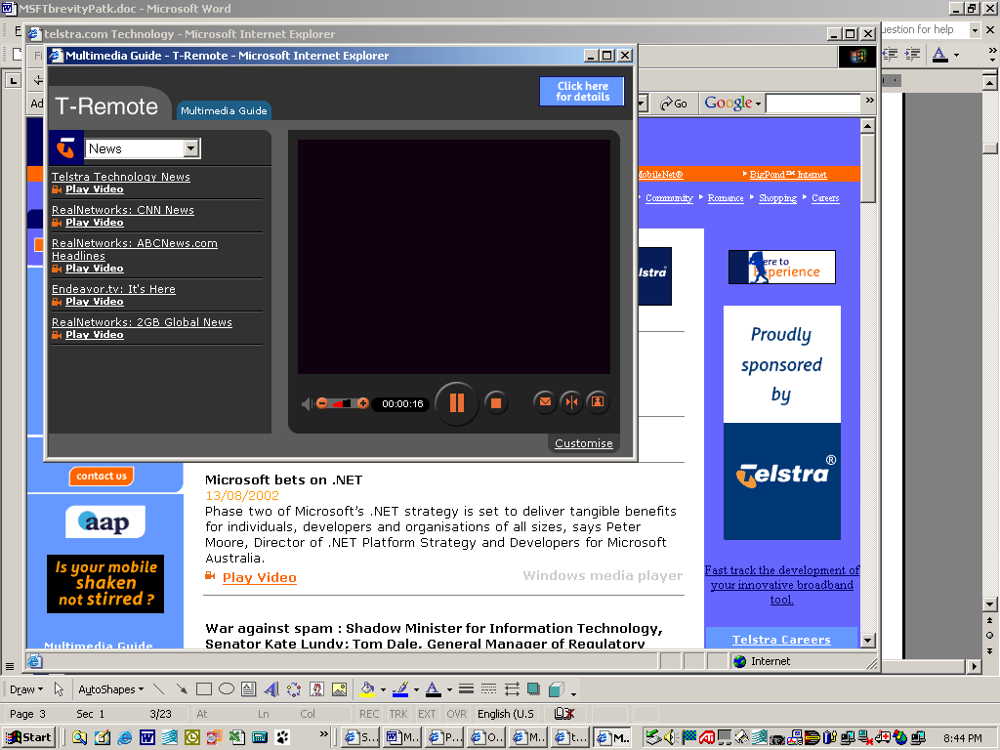 MSFTbrevityPatk.doc - Microsoft Word
telstra.com Technology - Microsoft Internet Explorer
uestion for help
Multimedia Guide - T-Remote - Microsoft Internet Explorer
Click here
for details
T-Remote
Multimedia Guide
Ad
Go
Google
News
Telstra Technology News
Play Video
RealNetworks: CNN News
Play Video
RealNetworks: ABCNews.com
Headlines
Play Video
Endeavor.tv: It's Here
Play Video
RealNetworks: 2GB Global News
Play Video
00:00:16
Customise
MobileNet®
BigPond™ Internet
Community
Romance
Shopping
Careers
lstra
ere to
Experience
Proudly
sponsored
by
Telstra®
Fast track the development of
your innovative broadband
tool.
Telstra Careers
contact us
aap
Is your mobile
shaken
not stirred ?
Multimedia Guide
Microsoft bets on .NET
13/08/2002
Phase two of Microsoft's .NET strategy is set to deliver tangible benefits
for individuals, developers and organisations of all sizes, says Peter
Moore, Director of .NET Platform Strategy and Developers for Microsoft
Australia.
Play Video
Windows media player
War against spam : Shadow Minister for Information Technology,
Senator Kate Lundy; Tom Dale, General Manager of Regulatory
Internet
Draw
AutoShapes
Page 3
Sec 1
3/23
At
Ln
Col
REC
TRK
EXT
OVR
English (U.S
Start
S...
M...
P...
O...
M...
t...
M...
8:44 PM